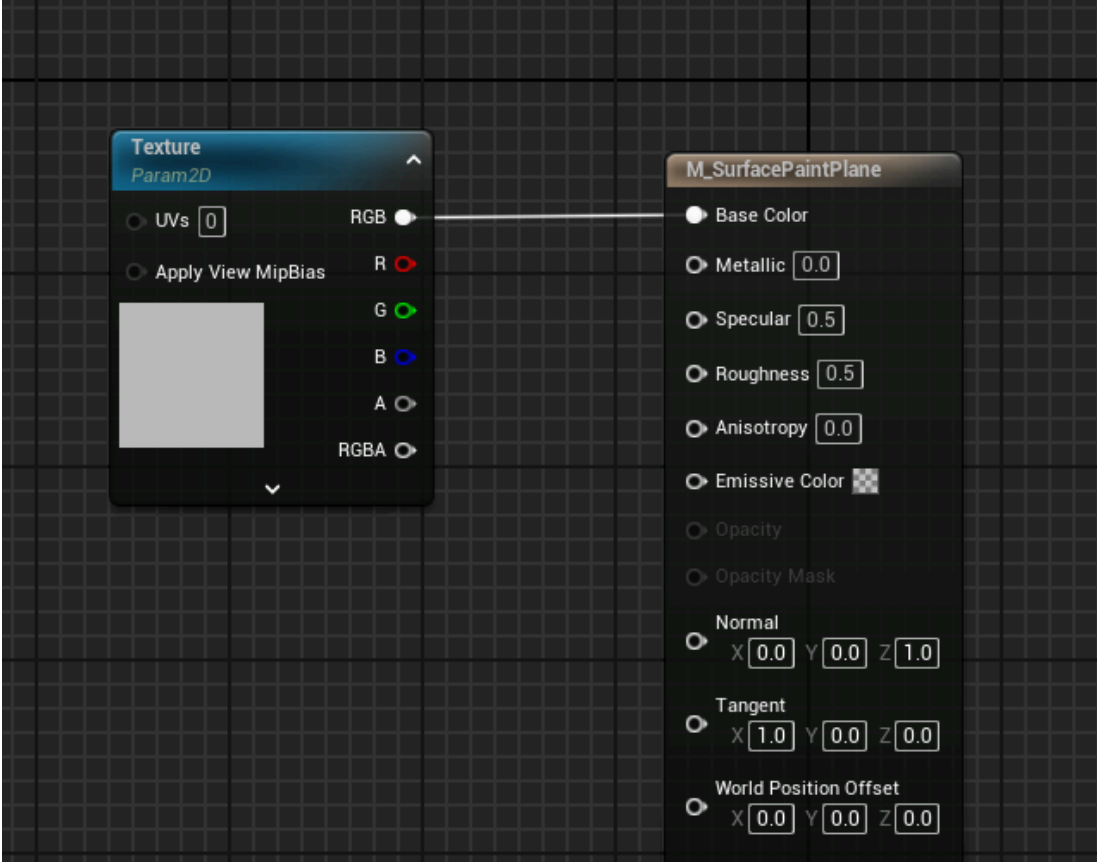 Texture
Param2D
UVs 0
RGB
Apply View MipBias
R
G
B
A
RGBA
M_SurfacePaintPlane
Base Color
Metallic 0.0
Specular 0.5
Roughness 0.5
Anisotropy 0.0
Emissive Color
Opacity
Opacity Mask
Normal
X 0.0 Y 0.0 Z 1.0
Tangent
X 1.0 Y 0.0 Z 0.0
World Position Offset
X 0.0 Y 0.0 Z 0.0